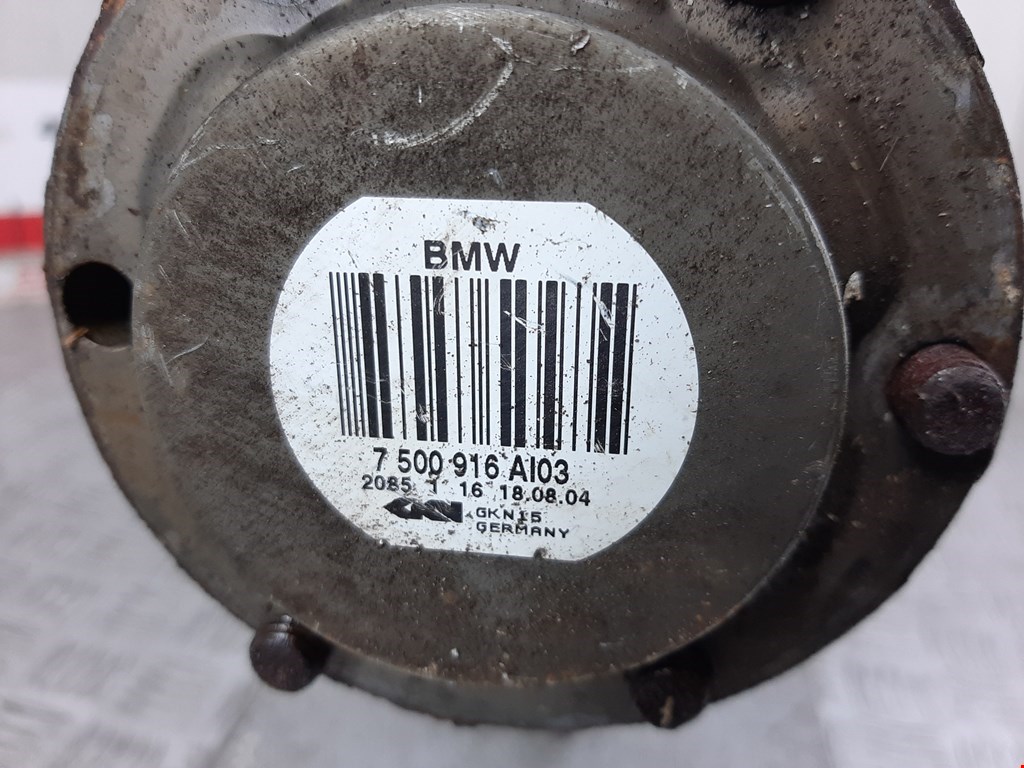 BMW
7 500 916 AI03
2085 1 16 18.08.04
GKN
GKN15
GERMANY